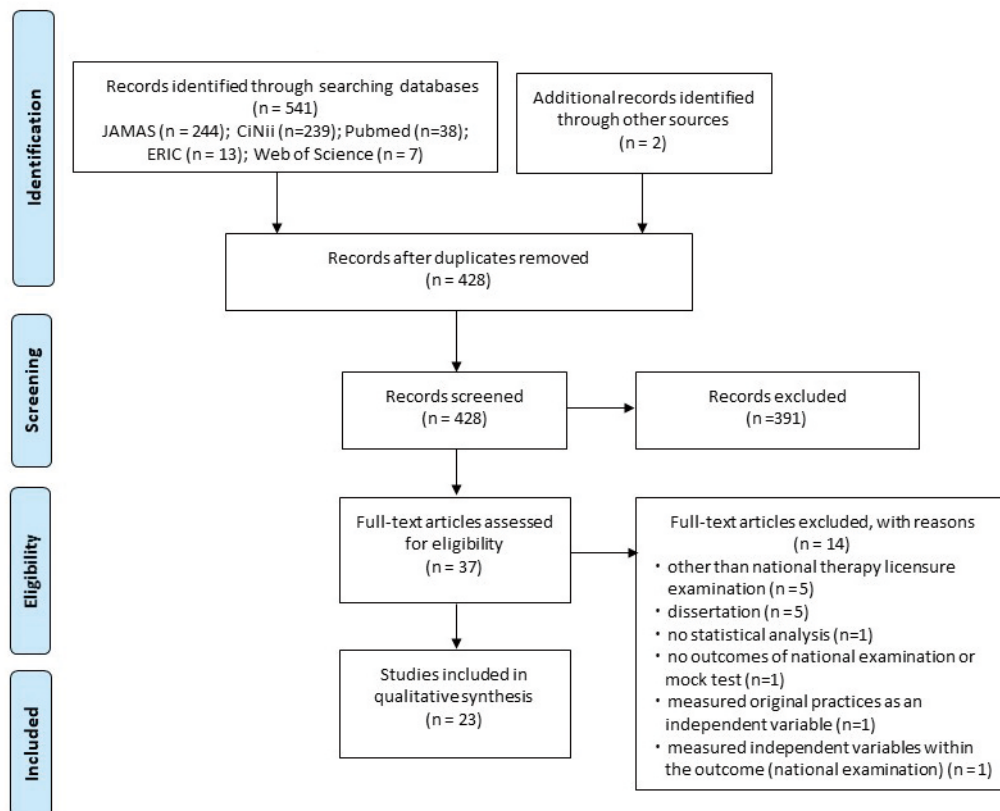 Identification
Records identified through searching databases
(n = 541)
JAMAS (n = 244); CiNii (n=239); Pubmed (n=38);
ERIC (n = 13); Web of Science (n = 7)
Additional records identified
through other sources
(n = 2)
Records after duplicates removed
(n = 428)
Screening
Records screened
(n = 428)
Records excluded
(n =391)
Eligibility
Full-text articles assessed
for eligibility
(n = 37)
Full-text articles excluded, with reasons
(n = 14)
・ other than national therapy licensure
examination (n = 5)
・ dissertation (n = 5)
・ no statistical analysis (n=1)
・ no outcomes of national examination or
mock test (n=1)
・ measured original practices as an
independent variable (n=1)
・ measured independent variables within
the outcome (national examination) (n = 1)
Included
Studies included in
qualitative synthesis
(n = 23)